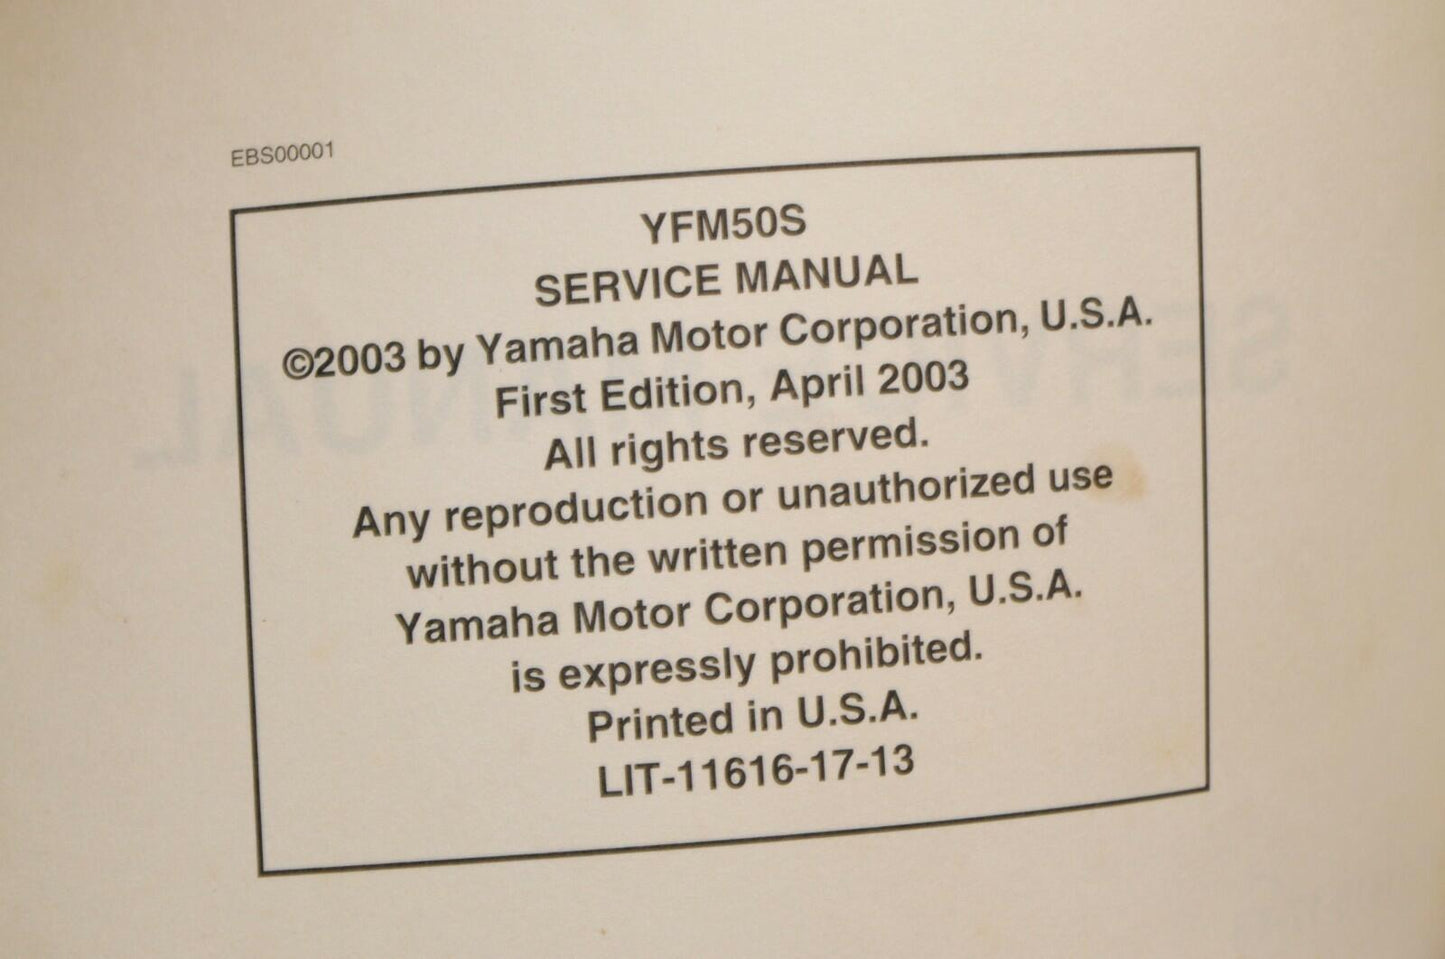 EBS00001
YFM50S
SERVICE MANUAL
©2003 by Yamaha Motor Corporation, U.S.A.
First Edition, April 2003
All rights reserved.
Any reproduction or unauthorized use
without the written permission of
Yamaha Motor Corporation, U.S.A.
is expressly prohibited.
Printed in U.S.A.
LIT-11616-17-13